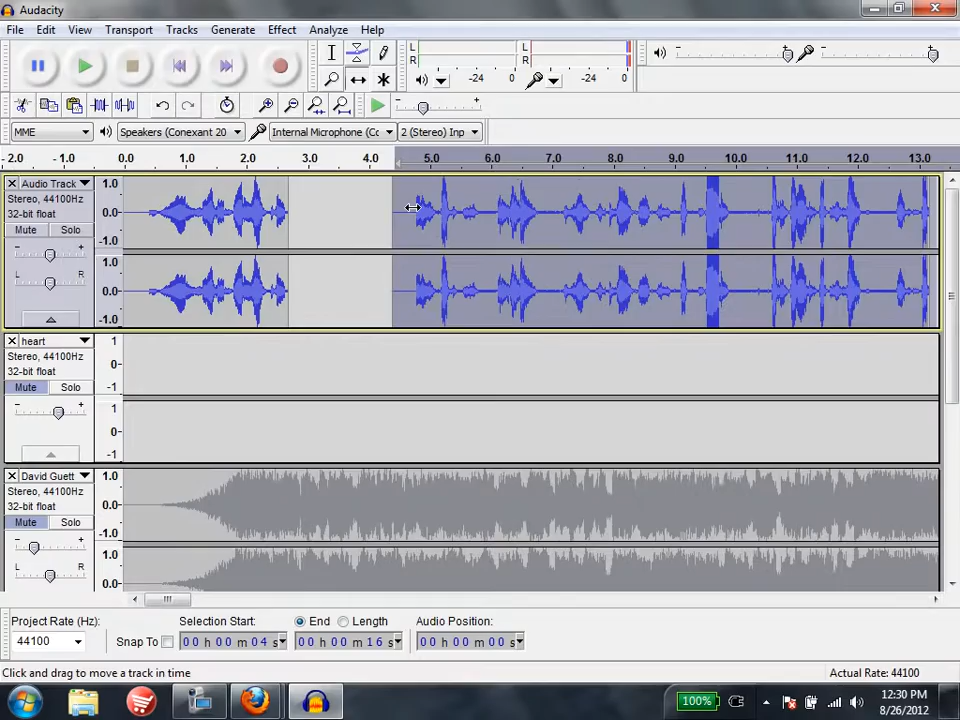 Audacity
File Edit View Transport Tracks Generate Effect Analyze Help
L R -24 0 L R -24 0
- +
MME Speakers (Conexant 20 Internal Microphone (Cc 2 (Stereo) Inp
- 2.0 - 1.0 0.0 1.0 2.0 3.0 4.0 5.0 6.0 7.0 8.0 9.0 10.0 11.0 12.0 13.0
Audio Track 1.0
Stereo, 44100Hz
32-bit float 0.0
Mute Solo
- + -1.0
L R 1.0
0.0
-1.0
heart 1
Stereo, 44100Hz
32-bit float 0-
Mute Solo -1
- + 1
0-
-1
David Guett 1.0
Stereo, 44100Hz
32-bit float 0.0
Mute Solo -1.0
- + 1.0
L R 0.0
Project Rate (Hz): Selection Start: End Length Audio Position:
44100 Snap To 00 h 00 m 04 s 00 h 00 m 16 s 00 h 00 m 00 s
Click and drag to move a track in time Actual Rate: 44100
100% 12:30 PM
8/26/2012